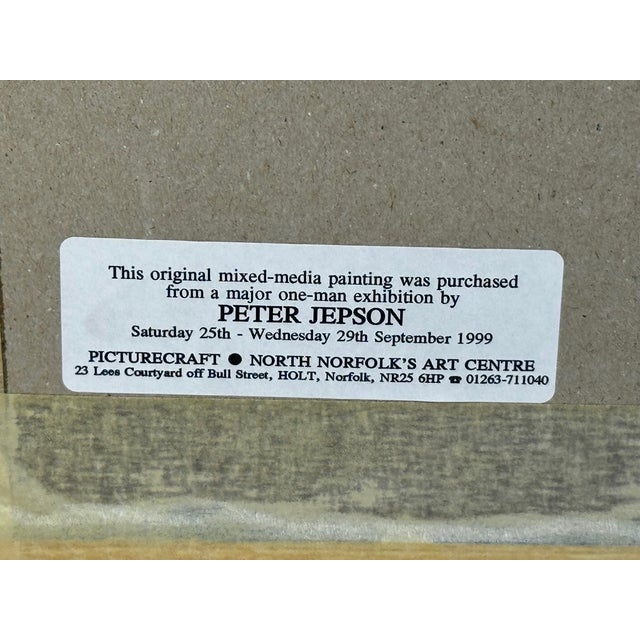 This original mixed-media painting was purchased
from a major one-man exhibition by
PETER JEPSON
Saturday 25th - Wednesday 29th September 1999
PICTURECRAFT ● NORTH NORFOLK'S ART CENTRE
23 Lees Courtyard off Bull Street, HOLT, Norfolk, NR25 6HP ☎ 01263-711040